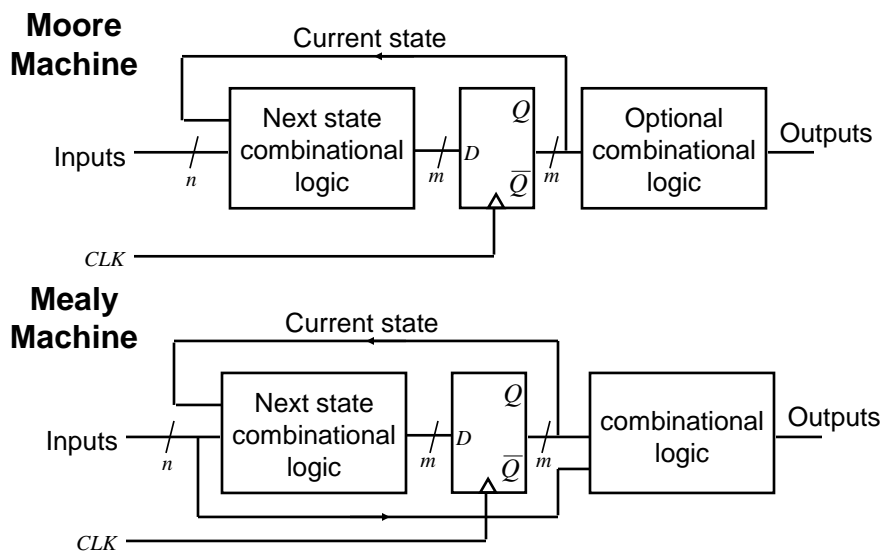 Moore
Machine
Current state
Inputs
n
Next state
combinational
logic
m
D
Q
Q̅
m
Optional
combinational
logic
Outputs
CLK
Mealy
Machine
Current state
Inputs
n
Next state
combinational
logic
m
D
Q
Q̅
m
combinational
logic
Outputs
CLK